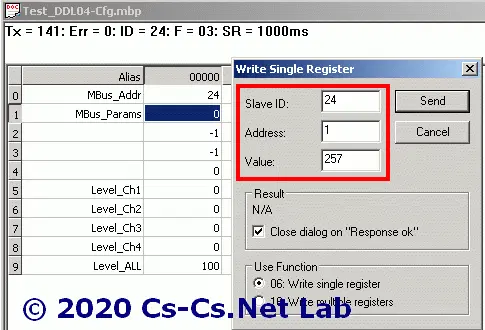 Test_DDL04-Cfg.mbp
Tx = 141: Err = 0: ID = 24: F = 03: SR = 1000ms
Alias 00000
0 MBus_Addr 24
1 MBus_Params 0
2 -1
3 -1
4 0
5 Level_Ch1 0
6 Level_Ch2 0
7 Level_Ch3 0
8 Level_Ch4 0
9 Level_ALL 100
Write Single Register
Slave ID: 24 Send
Address: 1 Cancel
Value: 257
Result
N/A
Close dialog on "Response ok"
Use Function
06: Write single register
16: Write multiple registers
© 2020 Cs-Cs.Net Lab